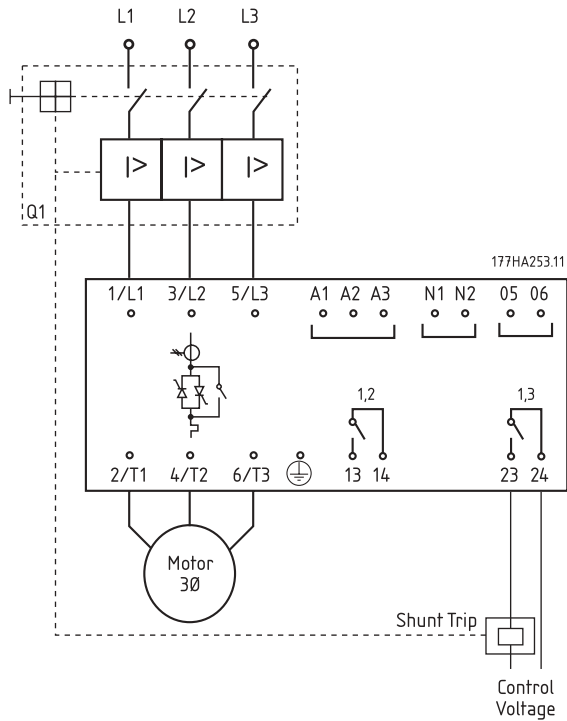 L1 L2 L3
Q1
177HA253.11
1/L1 3/L2 5/L3 A1 A2 A3 N1 N2 05 06
1,2 1,3
2/T1 4/T2 6/T3 13 14 23 24
Motor
3Ø
Shunt Trip
Control
Voltage